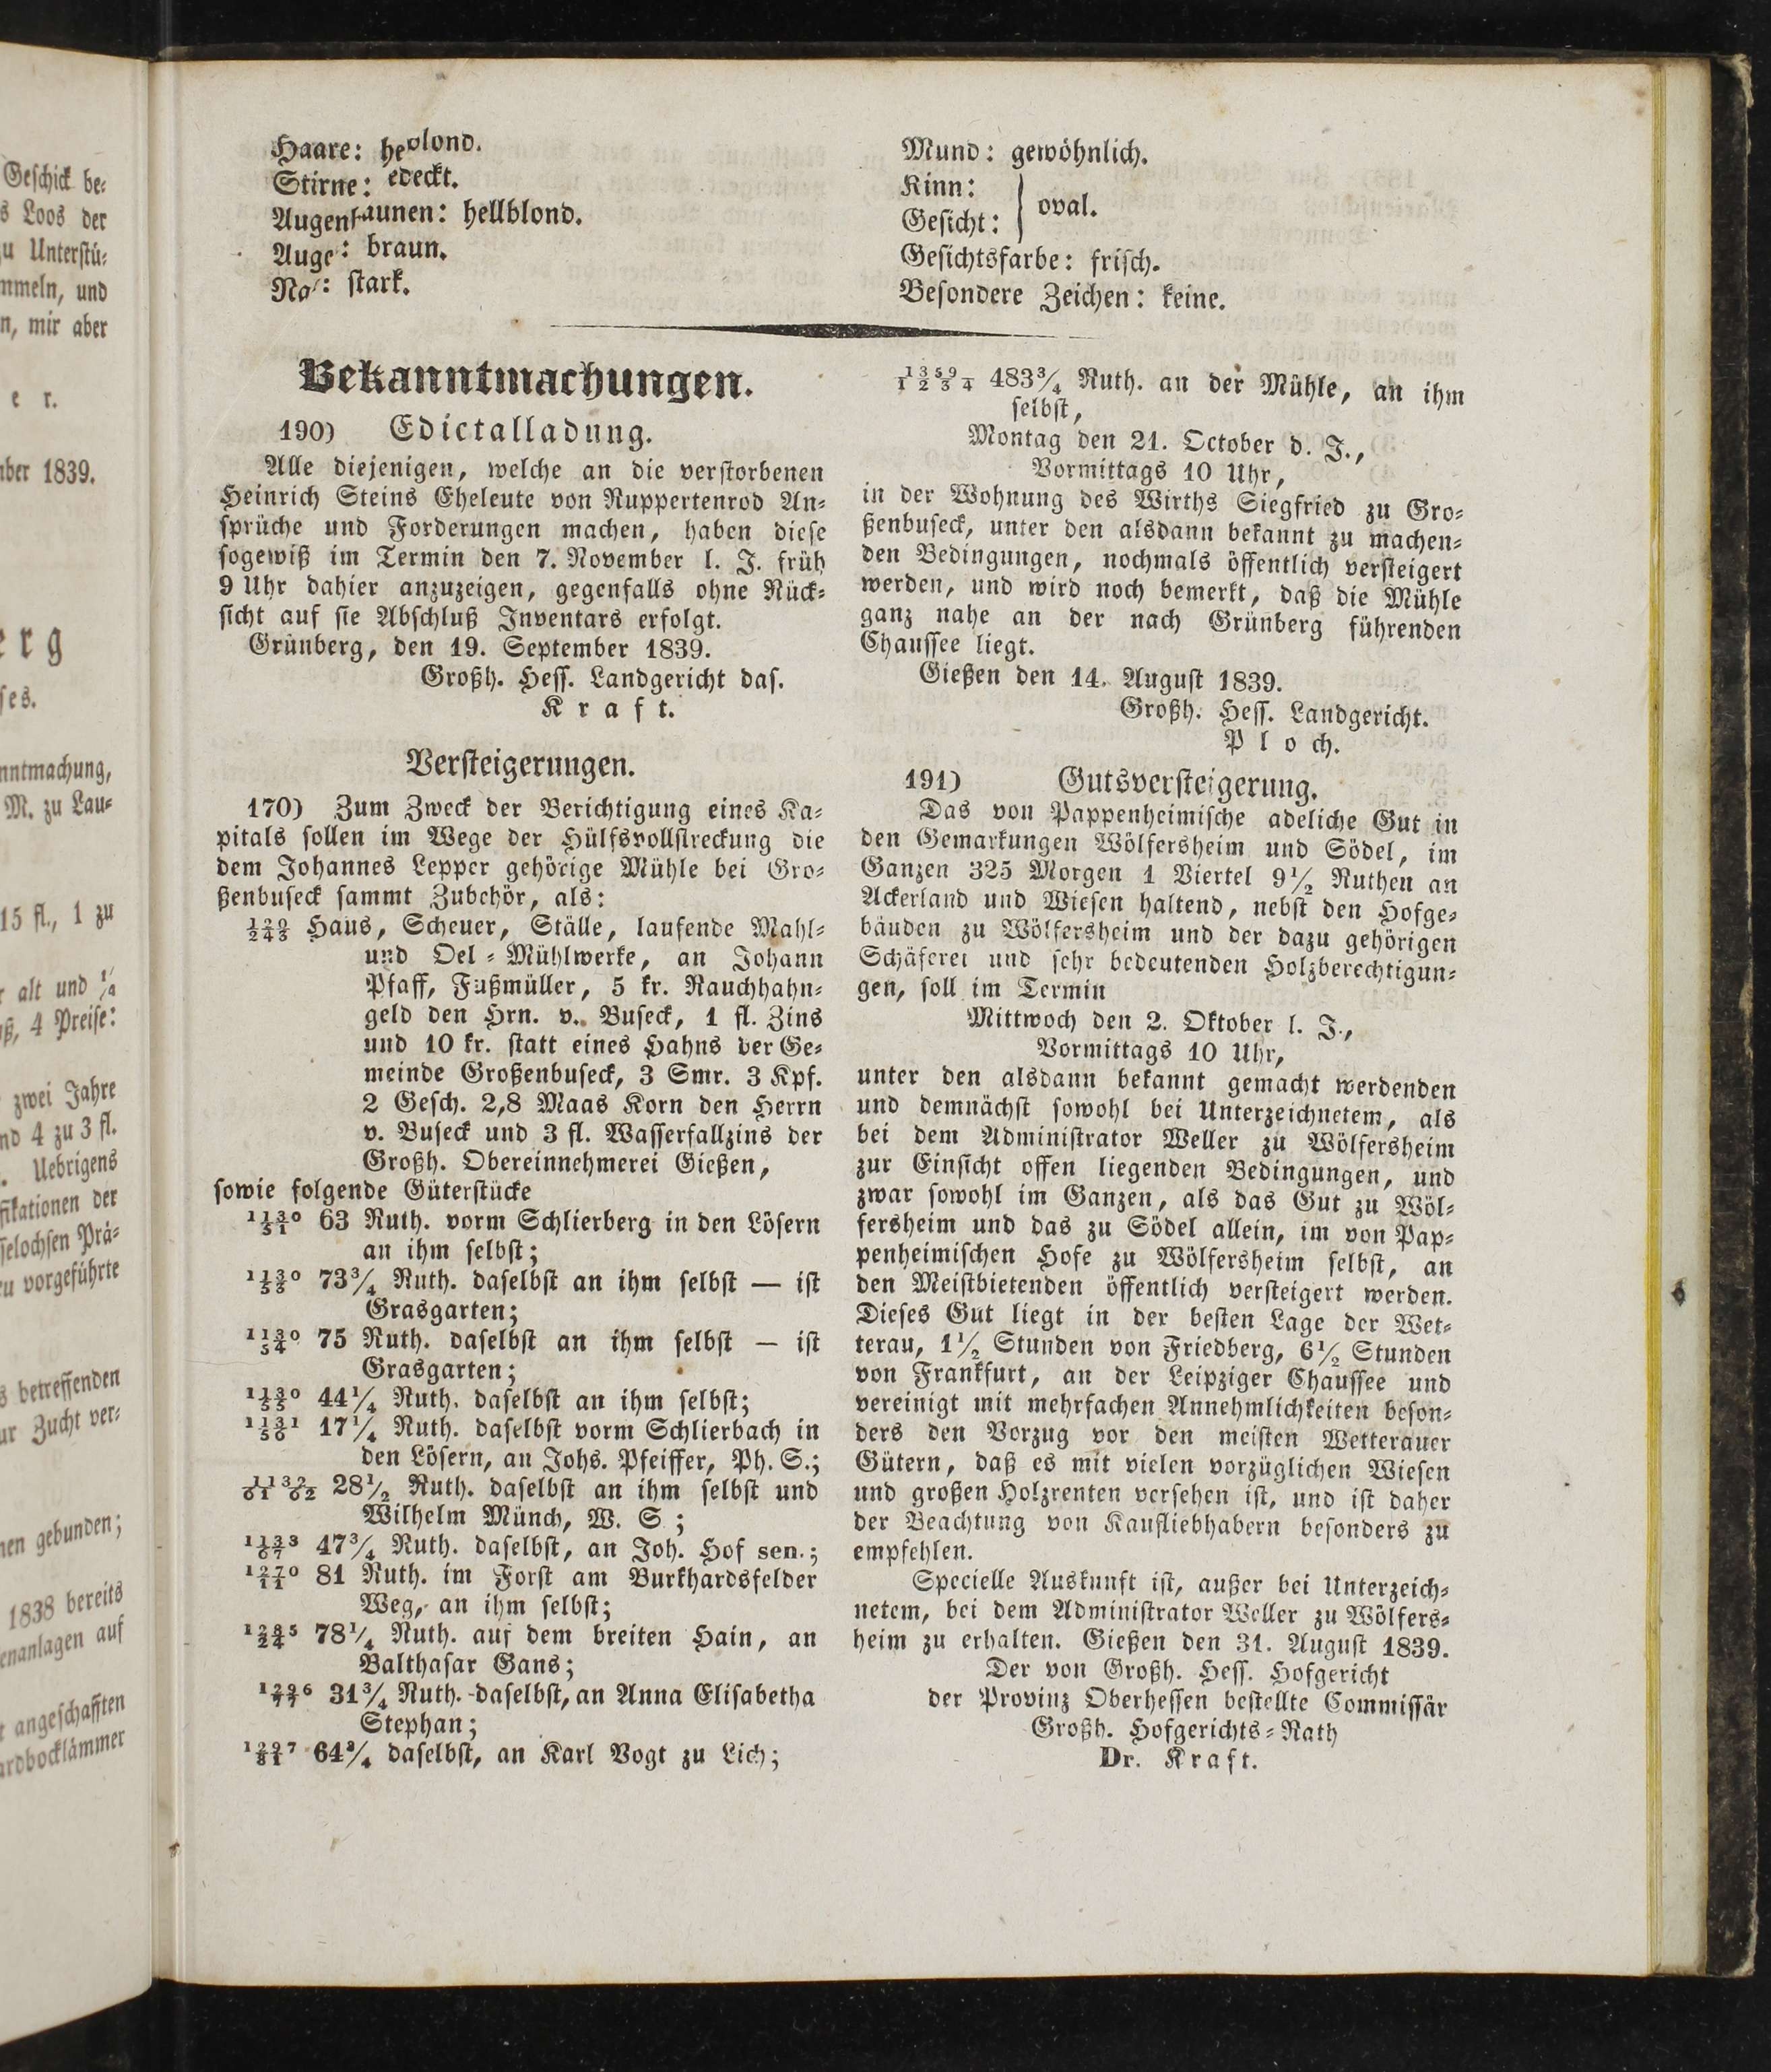 Haare: he blond.
Stirne: edeckt.
Augen aunen: hellblond.
Auge : braun.
Na : stark.
Mund: gewöhnlich.
Kinn:
Gesicht: } oval.
Gesichtsfarbe: frisch.
Besondere Zeichen: keine.
Bekanntmachungen.
190) Edictalladung.
Alle diejenigen, welche an die verstorbenen
Heinrich Steins Eheleute von Ruppertenrod An-
sprüche und Forderungen machen, haben diese
sogewiß im Termin den 7. November l. J. früh
9 Uhr dahier anzuzeigen, gegenfalls ohne Rück-
sicht auf sie Abschluß Inventars erfolgt.
Grünberg, den 19. September 1839.
Großh. Hess. Landgericht das.
Kraft.
Versteigerungen.
170) Zum Zweck der Berichtigung eines Ka-
pitals sollen im Wege der Hülfsvollstreckung die
dem Johannes Lepper gehörige Mühle bei Gro-
ßenbuseck sammt Zubehör, als:
Haus, Scheuer, Ställe, laufende Mahl-
und Oel-Mühlwerke, an Johann
Pfaff, Fußmüller, 5 kr. Rauchhahn-
geld den Hrn. v. Buseck, 1 fl. Zins
und 10 kr. statt eines Hahns der Ge-
meinde Großenbuseck, 3 Smr. 3 Kpf.
2 Gesch. 2,8 Maas Korn den Herrn
v. Buseck und 3 fl. Wasserfallzins der
Großh. Obereinnehmerei Gießen,
sowie folgende Güterstücke
63 Ruth. vorm Schlierberg in den Lösern
an ihm selbst;
73¾ Ruth. daselbst an ihm selbst — ist
Grasgarten;
75 Ruth. daselbst an ihm selbst — ist
Grasgarten;
44¼ Ruth. daselbst an ihm selbst;
17¼ Ruth. daselbst vorm Schlierbach in
den Lösern, an Johs. Pfeiffer, Ph. S.;
28½ Ruth. daselbst an ihm selbst und
Wilhelm Münch, W. S ;
47¾ Ruth. daselbst, an Joh. Hof sen.;
81 Ruth. im Forst am Burkhardsfelder
Weg, an ihm selbst;
78¼ Ruth. auf dem breiten Hain, an
Balthasar Gans;
31¾ Ruth. daselbst, an Anna Elisabetha
Stephan;
64¾ daselbst, an Karl Vogt zu Lich;
483¾ Ruth. an der Mühle, an ihm
selbst,
Montag den 21. October d. J.,
Vormittags 10 Uhr,
in der Wohnung des Wirths Siegfried zu Gro-
ßenbuseck, unter den alsdann bekannt zu machen-
den Bedingungen, nochmals öffentlich versteigert
werden, und wird noch bemerkt, daß die Mühle
ganz nahe an der nach Grünberg führenden
Chaussee liegt.
Gießen den 14. August 1839.
Großh. Hess. Landgericht.
Ploch.
191) Gutsversteigerung.
Das von Pappenheimische adeliche Gut in
den Gemarkungen Wölfersheim und Södel, im
Ganzen 325 Morgen 1 Viertel 9½ Ruthen an
Ackerland und Wiesen haltend, nebst den Hofge-
bäuden zu Wölfersheim und der dazu gehörigen
Schäferei und sehr bedeutenden Holzberechtigun-
gen, soll im Termin
Mittwoch den 2. Oktober l. J.,
Vormittags 10 Uhr,
unter den alsdann bekannt gemacht werdenden
und demnächst sowohl bei Unterzeichnetem, als
bei dem Administrator Weller zu Wölfersheim
zur Einsicht offen liegenden Bedingungen, und
zwar sowohl im Ganzen, als das Gut zu Wöl-
fersheim und das zu Södel allein, im von Pap-
penheimischen Hofe zu Wölfersheim selbst, an
den Meistbietenden öffentlich versteigert werden.
Dieses Gut liegt in der besten Lage der Wet-
terau, 1½ Stunden von Friedberg, 6½ Stunden
von Frankfurt, an der Leipziger Chaussee und
vereinigt mit mehrfachen Annehmlichkeiten beson-
ders den Vorzug vor den meisten Wetterauer
Gütern, daß es mit vielen vorzüglichen Wiesen
und großen Holzrenten versehen ist, und ist daher
der Beachtung von Kaufliebhabern besonders zu
empfehlen.
Specielle Auskunft ist, außer bei Unterzeich-
netem, bei dem Administrator Weller zu Wölfers-
heim zu erhalten. Gießen den 31. August 1839.
Der von Großh. Hess. Hofgericht
der Provinz Oberhessen bestellte Commissär
Großh. Hofgerichts-Rath
Dr. Kraft.